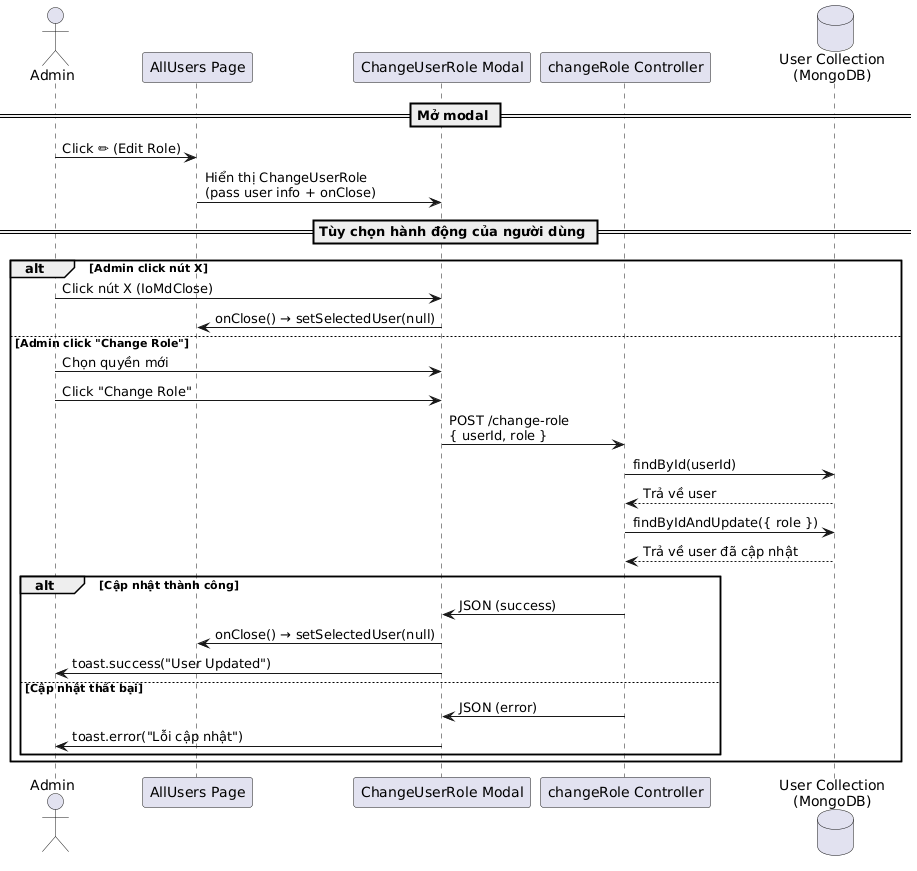 Admin
AllUsers Page
ChangeUserRole Modal
changeRole Controller
User Collection
(MongoDB)
Mở modal
Click ✏ (Edit Role)
Hiển thị ChangeUserRole
(pass user info + onClose)
Tùy chọn hành động của người dùng
alt [Admin click nút X]
Click nút X (IoMdClose)
onClose() → setSelectedUser(null)
[Admin click "Change Role"]
Chọn quyền mới
Click "Change Role"
POST /change-role
{ userId, role }
findById(userId)
Trả về user
findByIdAndUpdate({ role })
Trả về user đã cập nhật
alt [Cập nhật thành công]
JSON (success)
onClose() → setSelectedUser(null)
toast.success("User Updated")
[Cập nhật thất bại]
JSON (error)
toast.error("Lỗi cập nhật")
Admin
AllUsers Page
ChangeUserRole Modal
changeRole Controller
User Collection
(MongoDB)